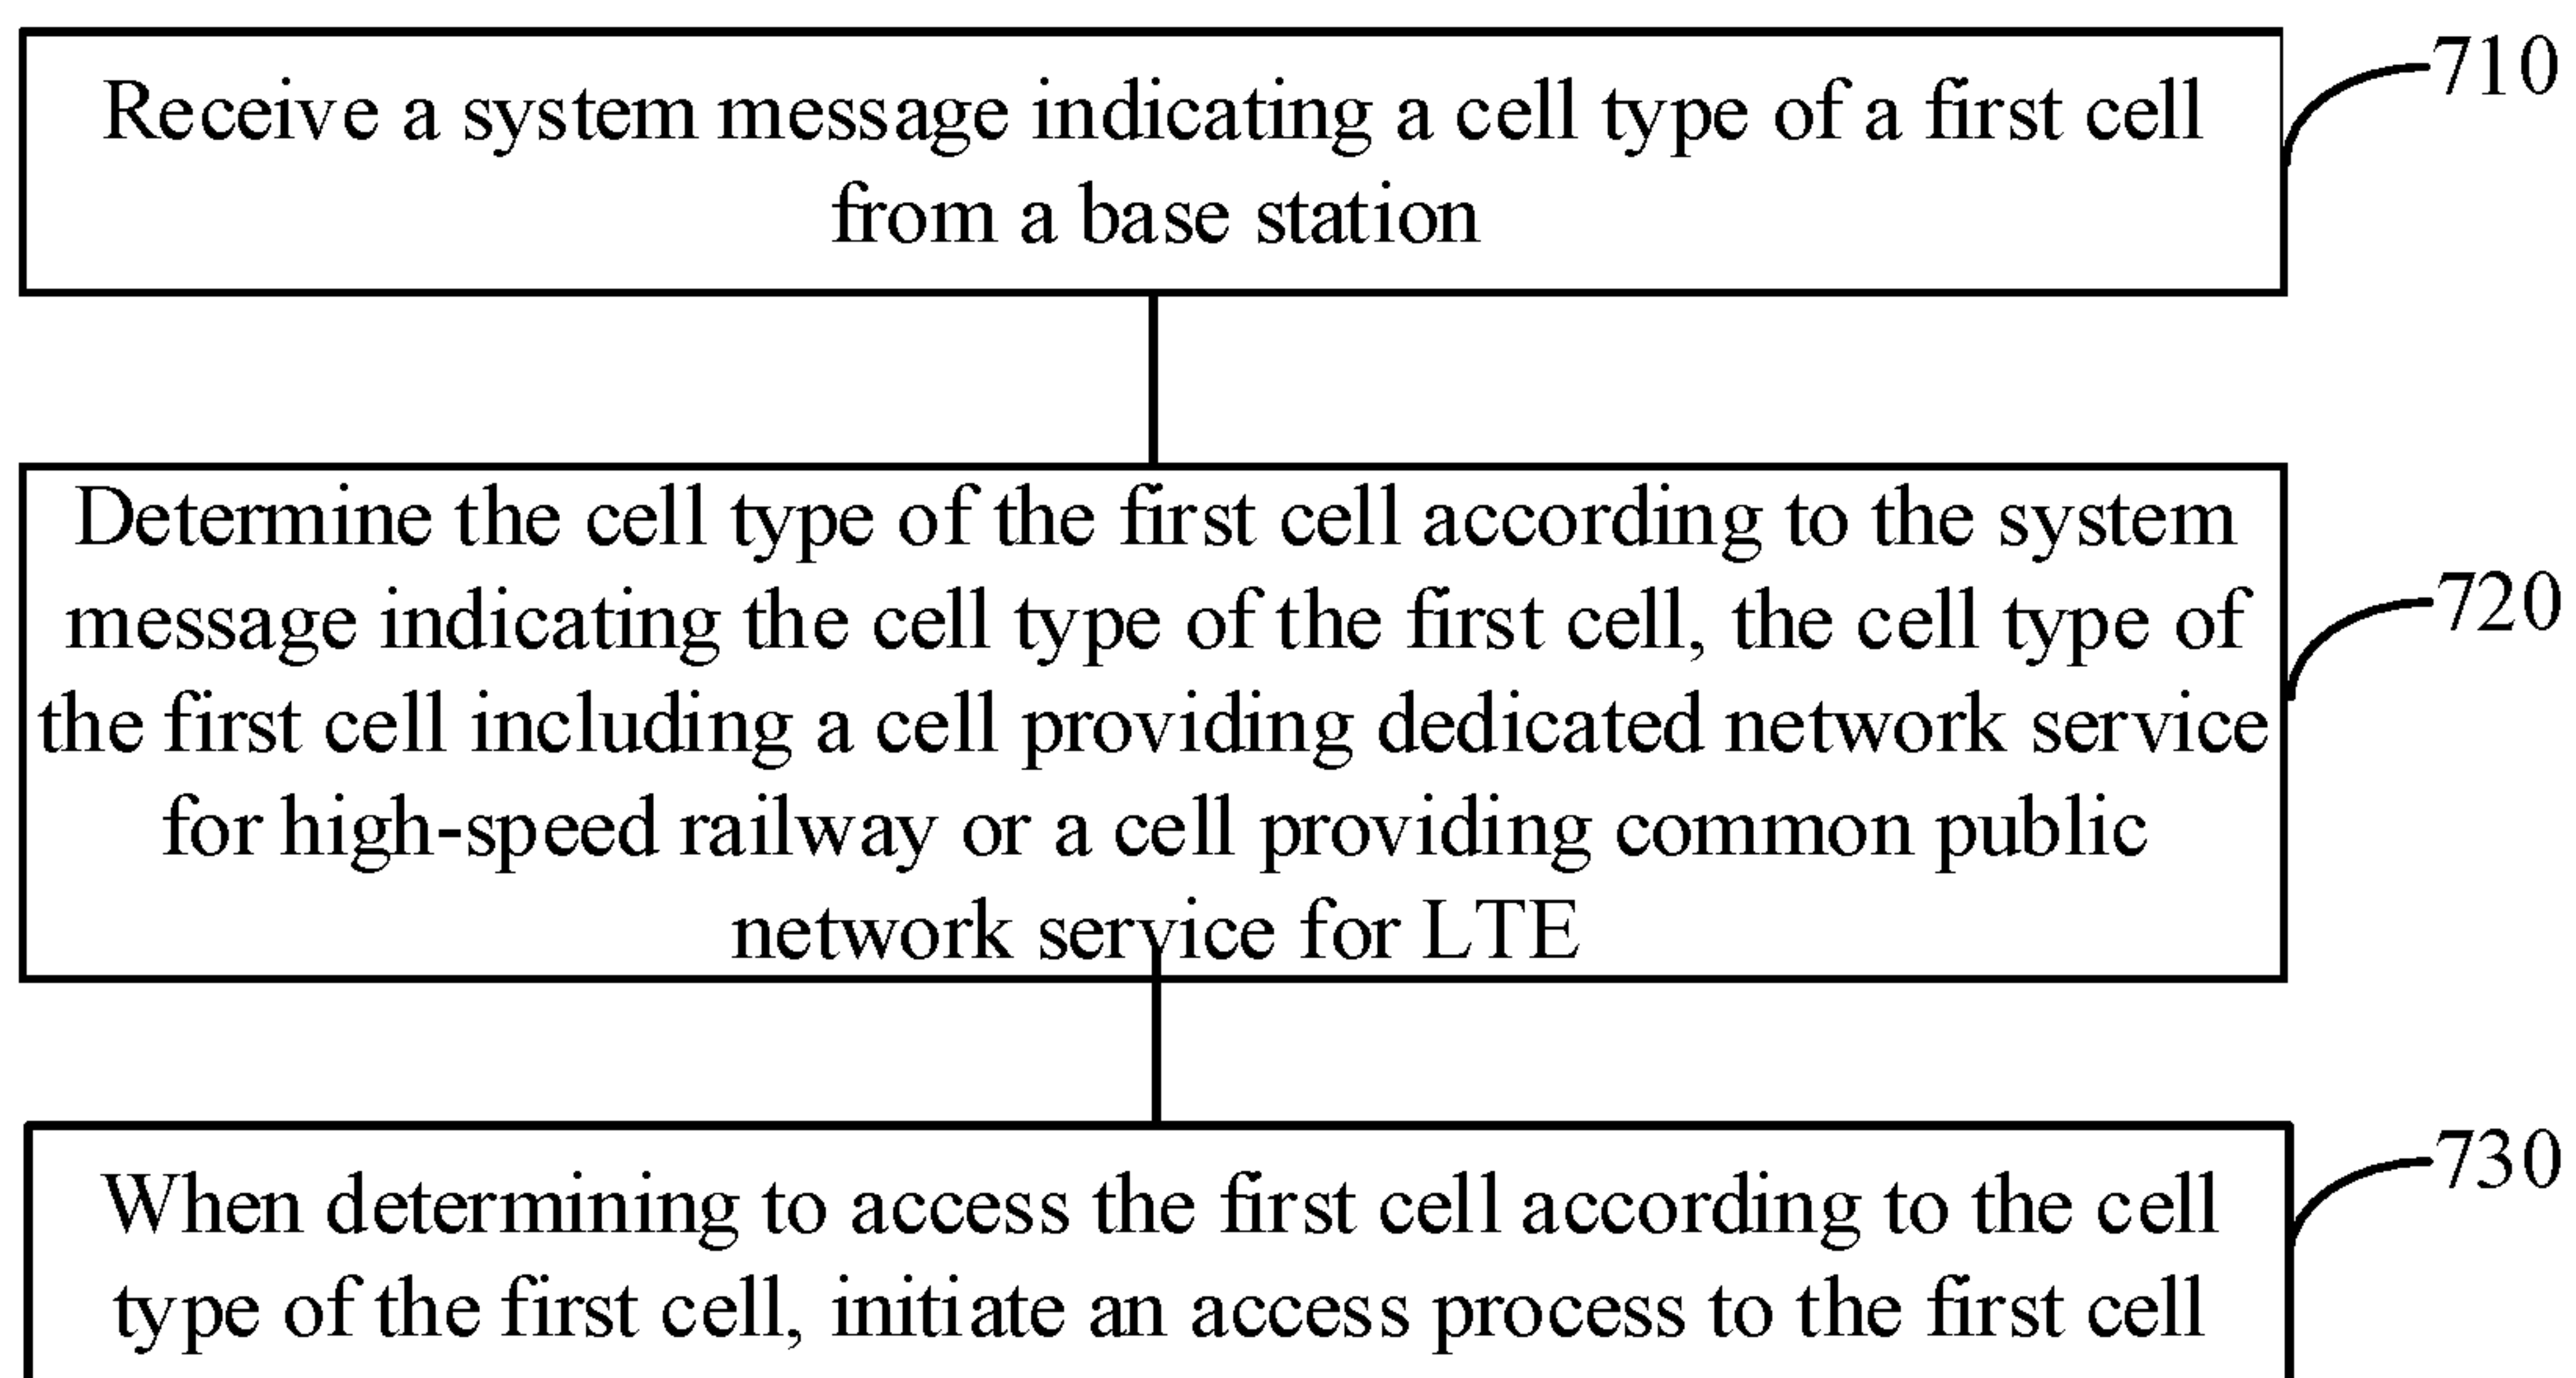 Receive a system message indicating a cell type of a first cell
from a base station
710
Determine the cell type of the first cell according to the system
message indicating the cell type of the first cell, the cell type of
the first cell including a cell providing dedicated network service
for high-speed railway or a cell providing common public
network service for LTE
720
When determining to access the first cell according to the cell
type of the first cell, initiate an access process to the first cell
730